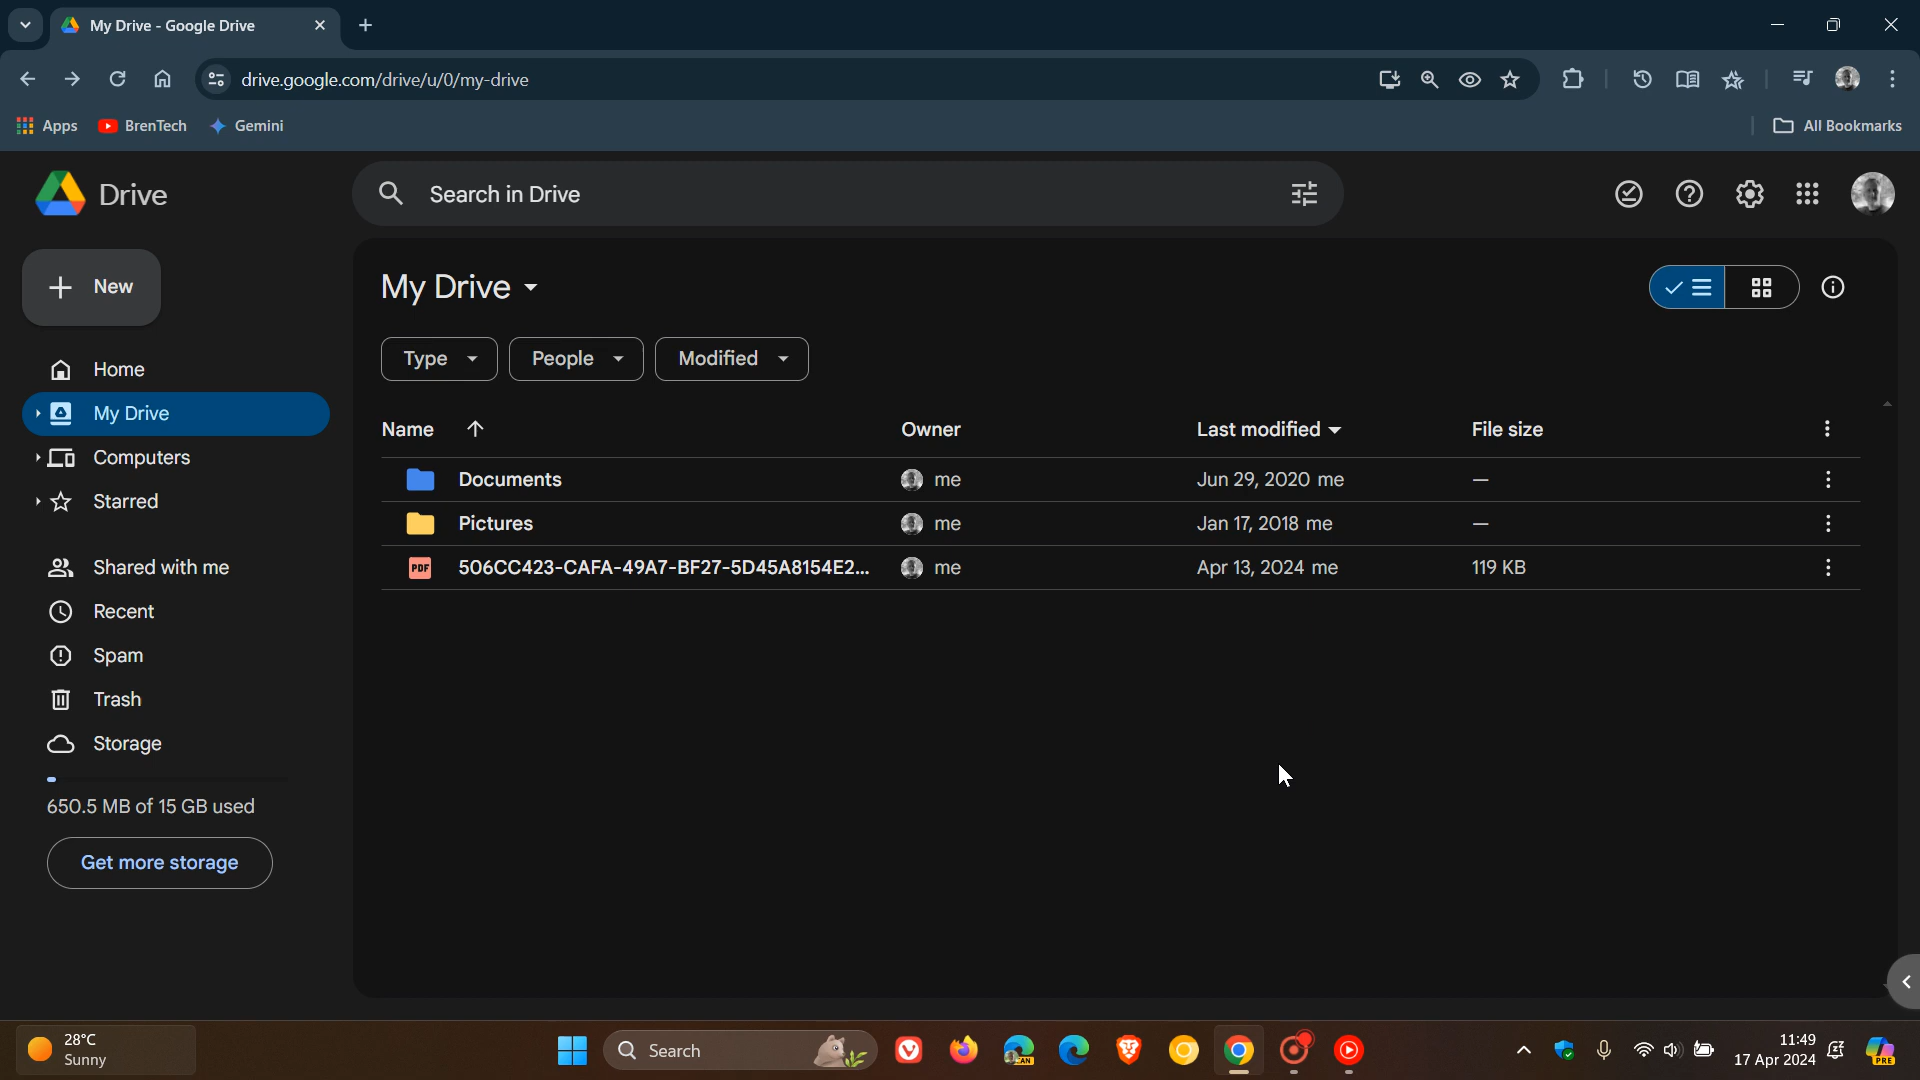 My Drive - Google Drive
drive.google.com/drive/u/0/my-drive
Apps BrenTech Gemini All Bookmarks
Drive
Search in Drive
New
My Drive
Type People Modified
Home
My Drive
Computers
Starred
Shared with me
Recent
Spam
Trash
Storage
650.5 MB of 15 GB used
Get more storage
Name Owner Last modified File size
Documents me Jun 29, 2020 me —
Pictures me Jan 17, 2018 me —
PDF 506CC423-CAFA-49A7-BF27-5D45A8154E2... me Apr 13, 2024 me 119 KB
28°C
Sunny
Search
CAN
11:49
17 Apr 2024
PRE